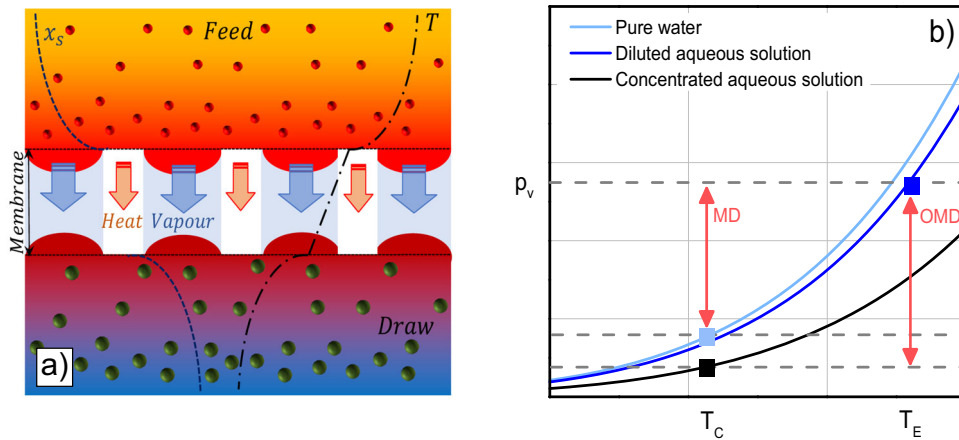 x_s
Feed
T
Membrane
Heat
Vapour
Draw
a)
b)
Pure water
Diluted aqueous solution
Concentrated aqueous solution
p_v
MD
OMD
T_C
T_E